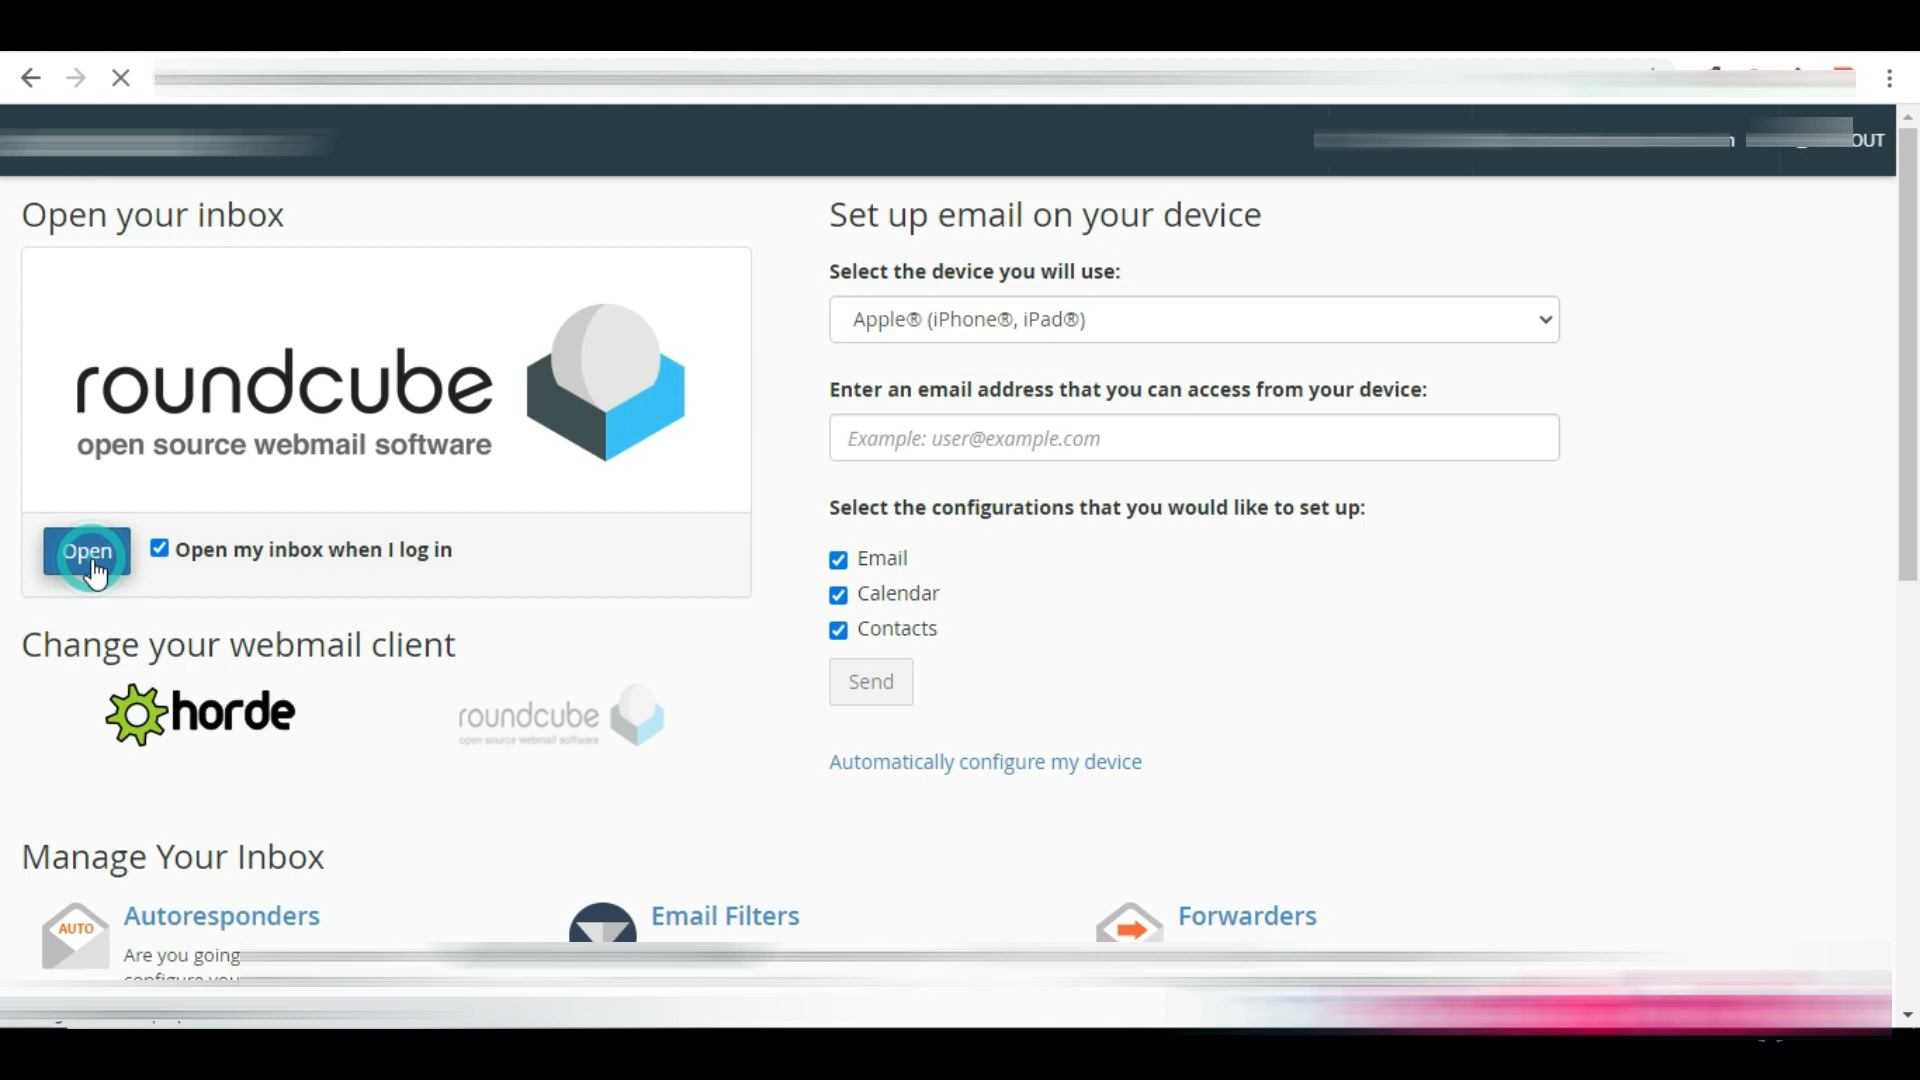 OUT
Open your inbox
roundcube
open source webmail software
Open
Open my inbox when I log in
Change your webmail client
horde
roundcube
open source webmail software
Set up email on your device
Select the device you will use:
Apple® (iPhone®, iPad®)
Enter an email address that you can access from your device:
Example: user@example.com
Select the configurations that you would like to set up:
Email
Calendar
Contacts
Send
Automatically configure my device
Manage Your Inbox
AUTO
Autoresponders
Are you going
Email Filters
Forwarders